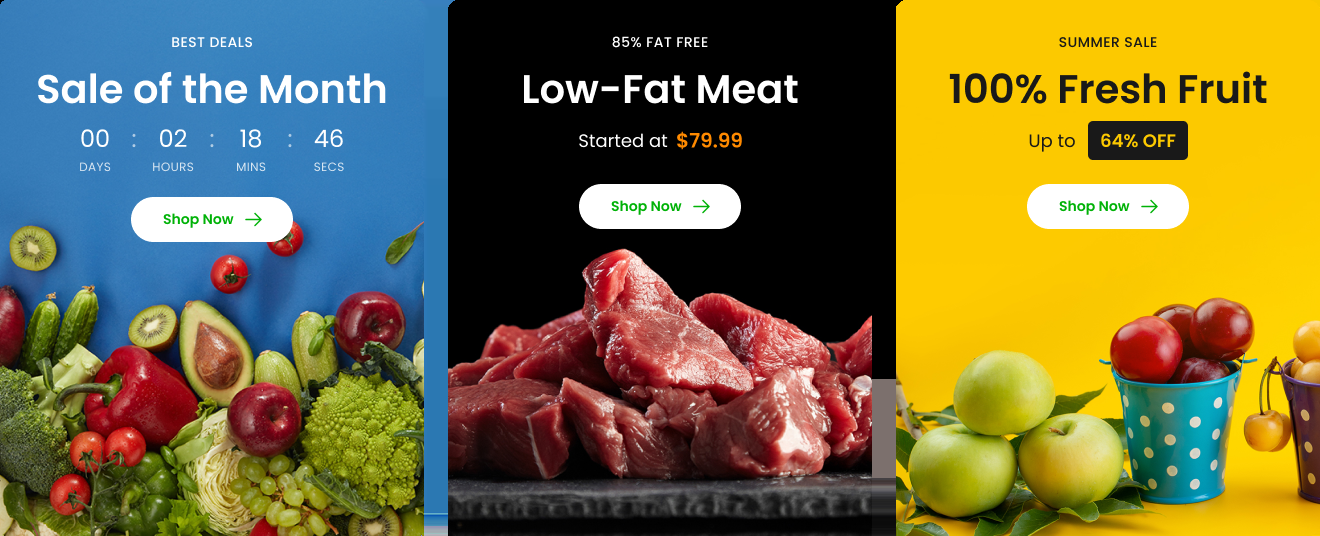 BEST DEALS
Sale of the Month
00 : 02 : 18 : 46
DAYS HOURS MINS SECS
Shop Now
85% FAT FREE
Low-Fat Meat
Started at $79.99
Shop Now
SUMMER SALE
100% Fresh Fruit
Up to 64% OFF
Shop Now